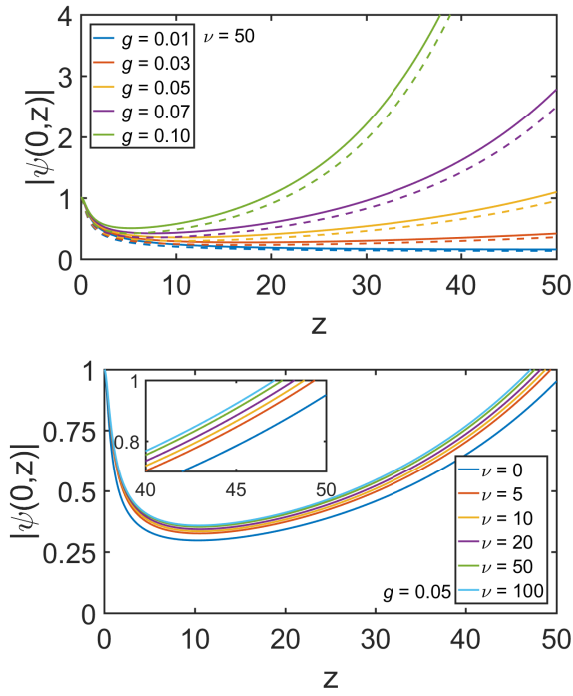 4
3
2
1
0
|ψ(0,z)|
g = 0.01
g = 0.03
g = 0.05
g = 0.07
g = 0.10
ν = 50
0 10 20 30 40 50
z
1
0.75
0.5
0.25
0
|ψ(0,z)|
1
0.8
40 45 50
ν = 0
ν = 5
ν = 10
ν = 20
ν = 50
ν = 100
g = 0.05
0 10 20 30 40 50
z